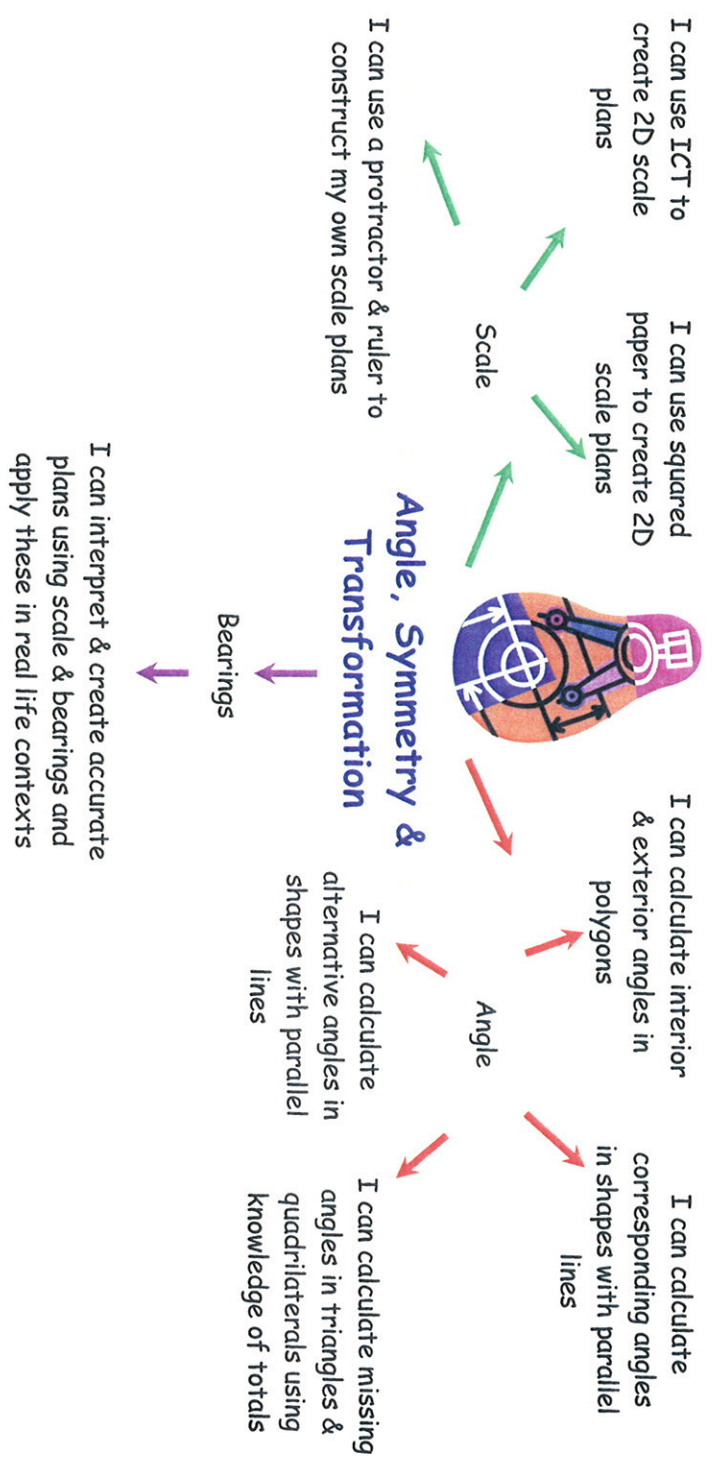 I can use ICT to
create 2D scale
plans
I can use squared
paper to create 2D
scale plans
Scale
I can use a protractor & ruler to
construct my own scale plans
Angle, Symmetry &
Transformation
Bearings
I can interpret & create accurate
plans using scale & bearings and
apply these in real life contexts
I can calculate interior
& exterior angles in
polygons
I can calculate
corresponding angles
in shapes with parallel
lines
Angle
I can calculate
alternative angles in
shapes with parallel
lines
I can calculate missing
angles in triangles &
quadrilaterals using
knowledge of totals